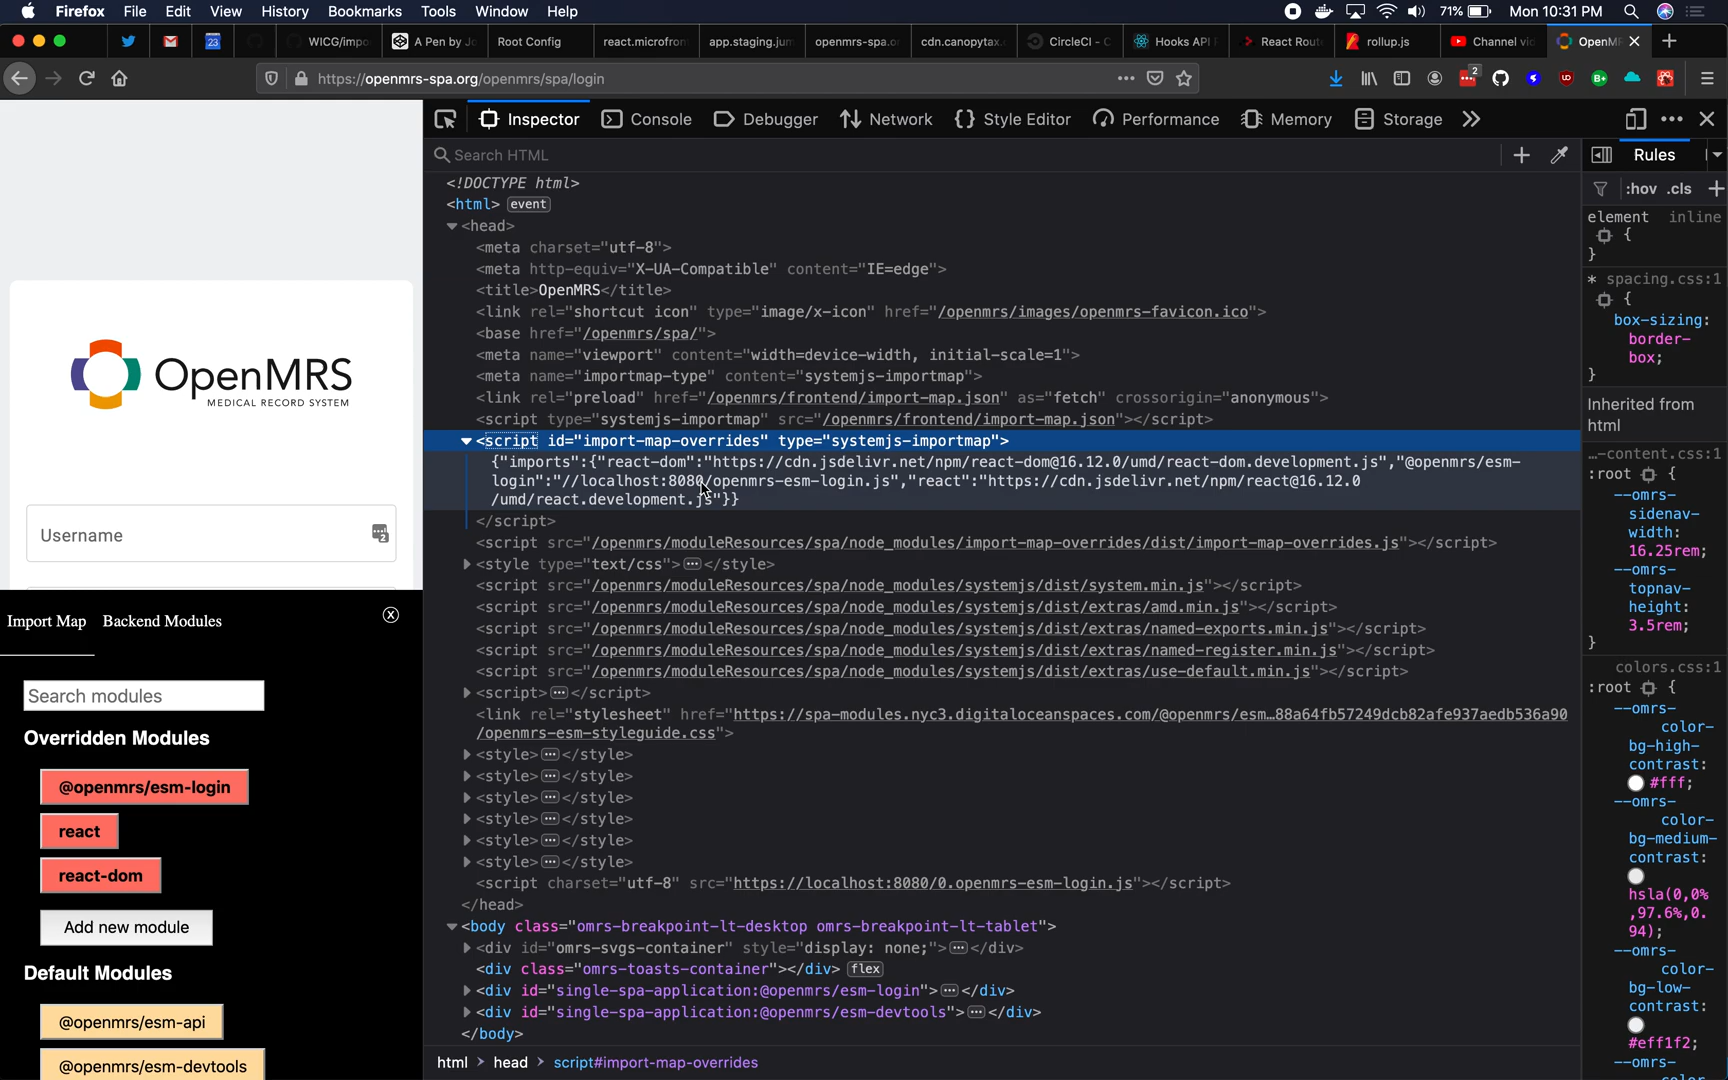 Firefox File Edit View History Bookmarks Tools Window Help 71% Mon 10:31 PM
23 WICG/impo A Pen by Jo Root Config react.microfron app.staging.jum openmrs-spa.o cdn.canopytax. CircleCI - C Hooks API R React Route rollup.js Channel vid OpenM
https://openmrs-spa.org/openmrs/spa/login
2
Inspector Console Debugger Network Style Editor Performance Memory Storage
Search HTML
Rules
:hov .cls
<!DOCTYPE html>
<html> event
<head>
<meta charset="utf-8">
<meta http-equiv="X-UA-Compatible" content="IE=edge">
<title>OpenMRS</title>
<link rel="shortcut icon" type="image/x-icon" href="/openmrs/images/openmrs-favicon.ico">
<base href="/openmrs/spa/">
<meta name="viewport" content="width=device-width, initial-scale=1">
<meta name="importmap-type" content="systemjs-importmap">
<link rel="preload" href="/openmrs/frontend/import-map.json" as="fetch" crossorigin="anonymous">
<script type="systemjs-importmap" src="/openmrs/frontend/import-map.json"></script>
<script id="import-map-overrides" type="systemjs-importmap">
{"imports":{"react-dom":"https://cdn.jsdelivr.net/npm/react-dom@16.12.0/umd/react-dom.development.js","@openmrs/esm-
login":"//localhost:8080/openmrs-esm-login.js","react":"https://cdn.jsdelivr.net/npm/react@16.12.0
/umd/react.development.js"}}
</script>
<script src="/openmrs/moduleResources/spa/node_modules/import-map-overrides/dist/import-map-overrides.js"></script>
<style type="text/css"></style>
<script src="/openmrs/moduleResources/spa/node_modules/systemjs/dist/system.min.js"></script>
<script src="/openmrs/moduleResources/spa/node_modules/systemjs/dist/extras/amd.min.js"></script>
<script src="/openmrs/moduleResources/spa/node_modules/systemjs/dist/extras/named-exports.min.js"></script>
<script src="/openmrs/moduleResources/spa/node_modules/systemjs/dist/extras/named-register.min.js"></script>
<script src="/openmrs/moduleResources/spa/node_modules/systemjs/dist/extras/use-default.min.js"></script>
<script></script>
<link rel="stylesheet" href="https://spa-modules.nyc3.digitaloceanspaces.com/@openmrs/esm…88a64fb57249dcb82afe937aedb536a90
/openmrs-esm-styleguide.css">
<style></style>
<style></style>
<style></style>
<style></style>
<style></style>
<style></style>
<script charset="utf-8" src="https://localhost:8080/0.openmrs-esm-login.js"></script>
</head>
<body class="omrs-breakpoint-lt-desktop omrs-breakpoint-lt-tablet">
<div id="omrs-svgs-container" style="display: none;"></div>
<div class="omrs-toasts-container"></div> flex
<div id="single-spa-application:@openmrs/esm-login"></div>
<div id="single-spa-application:@openmrs/esm-devtools"></div>
</body>
html > head > script#import-map-overrides
OpenMRS
MEDICAL RECORD SYSTEM
Username
2
Import Map Backend Modules
Search modules
Overridden Modules
@openmrs/esm-login
react
react-dom
Add new module
Default Modules
@openmrs/esm-api
@openmrs/esm-devtools
element inline
{
}
* spacing.css:1
{
box-sizing:
border-
box;
}
Inherited from
html
…-content.css:1
:root {
--omrs-
sidenav-
width:
16.25rem;
--omrs-
topnav-
height:
3.5rem;
}
colors.css:1
:root {
--omrs-
color-
bg-high-
contrast:
#fff;
--omrs-
color-
bg-medium-
contrast:
hsla(0,0%
,97.6%,0.
94);
--omrs-
color-
bg-low-
contrast:
#eff1f2;
--omrs-
color-